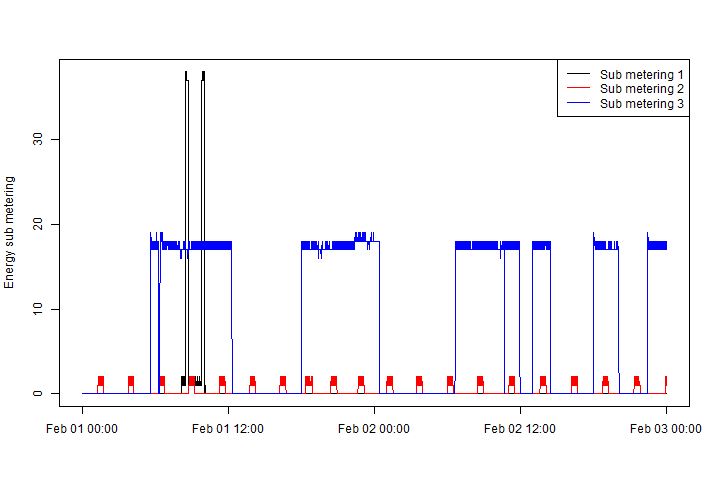 Sub metering 1
Sub metering 2
Sub metering 3
Energy sub metering
30
20
10
0
Feb 01 00:00
Feb 01 12:00
Feb 02 00:00
Feb 02 12:00
Feb 03 00:00